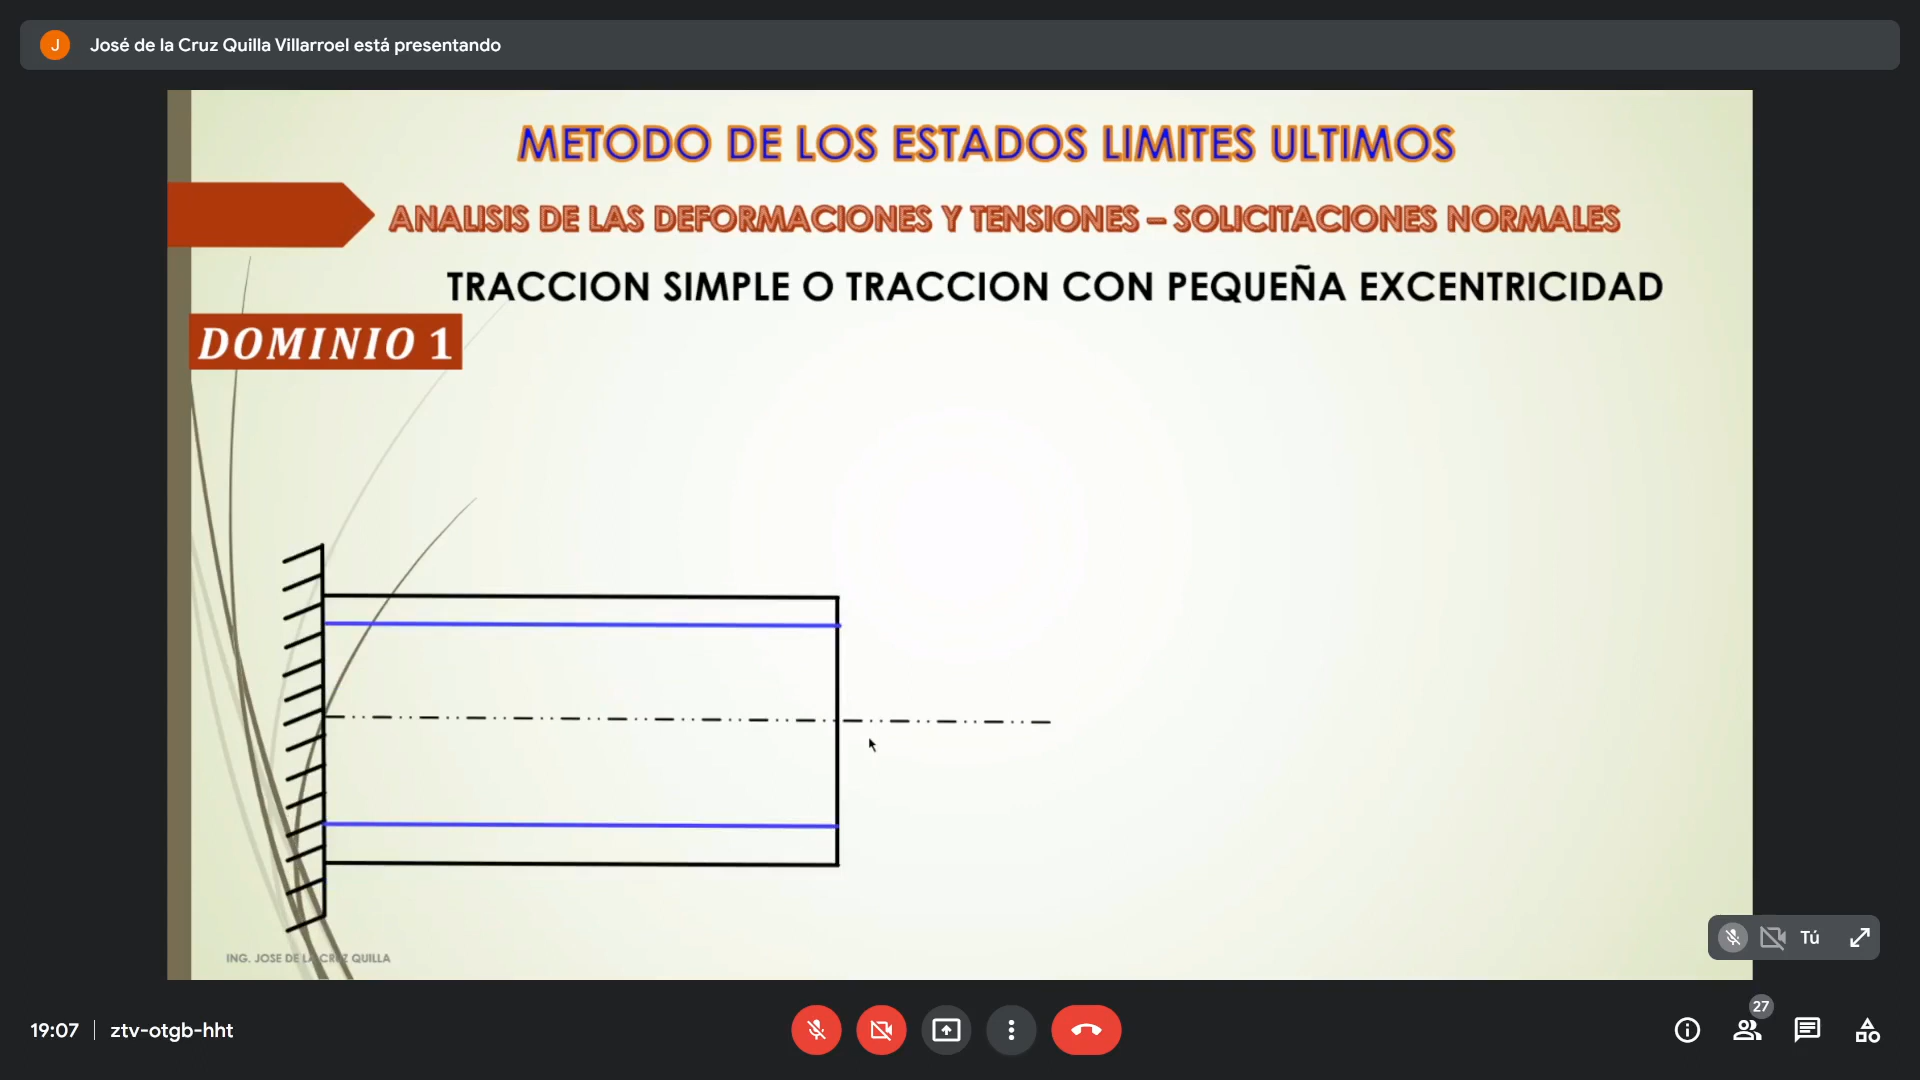 J José de la Cruz Quilla Villarroel está presentando
METODO DE LOS ESTADOS LIMITES ULTIMOS
ANALISIS DE LAS DEFORMACIONES Y TENSIONES – SOLICITACIONES NORMALES
TRACCION SIMPLE O TRACCION CON PEQUEÑA EXCENTRICIDAD
DOMINIO 1
ING. JOSE DE LA CRUZ QUILLA
Tú
27
19:07 | ztv-otgb-hht